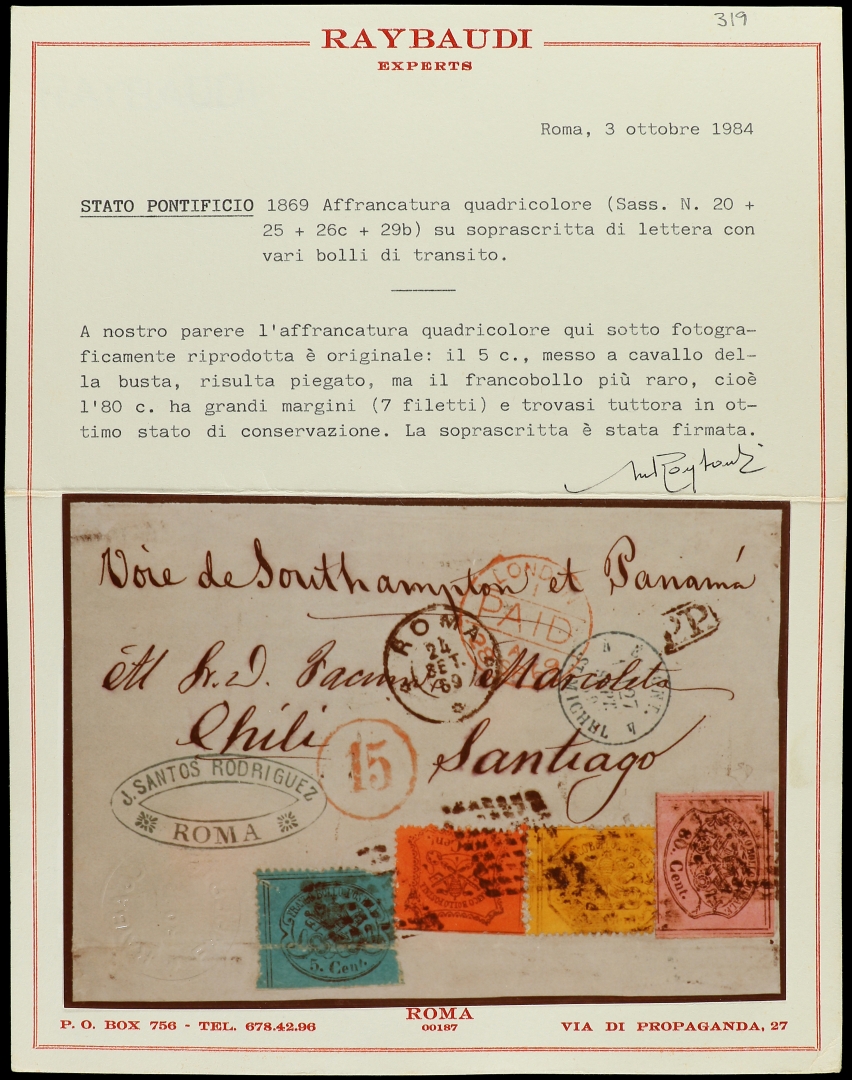 319
RAYBAUDI
EXPERTS
Roma, 3 ottobre 1984
STATO PONTIFICIO 1869 Affrancatura quadricolore (Sass. N. 20 +
25 + 26c + 29b) su soprascritta di lettera con
vari bolli di transito.
A nostro parere l'affrancatura quadricolore qui sotto fotogra-
ficamente riprodotta è originale: il 5 c., messo a cavallo del-
la busta, risulta piegato, ma il francobollo più raro, cioè
l'80 c. ha grandi margini (7 filetti) e trovasi tuttora in ot-
timo stato di conservazione. La soprascritta è stata firmata.
Voie de Southampton et Panamá
LONDON
PAID
P.P.
ROMA
24
SET.
69
Sr. D.
Chili
Santiago
15
J. SANTOS RODRIGUEZ
ROMA
5. Cent.
80. Cent.
ROMA
00187
P. O. BOX 756 - TEL. 678.42.96
VIA DI PROPAGANDA, 27